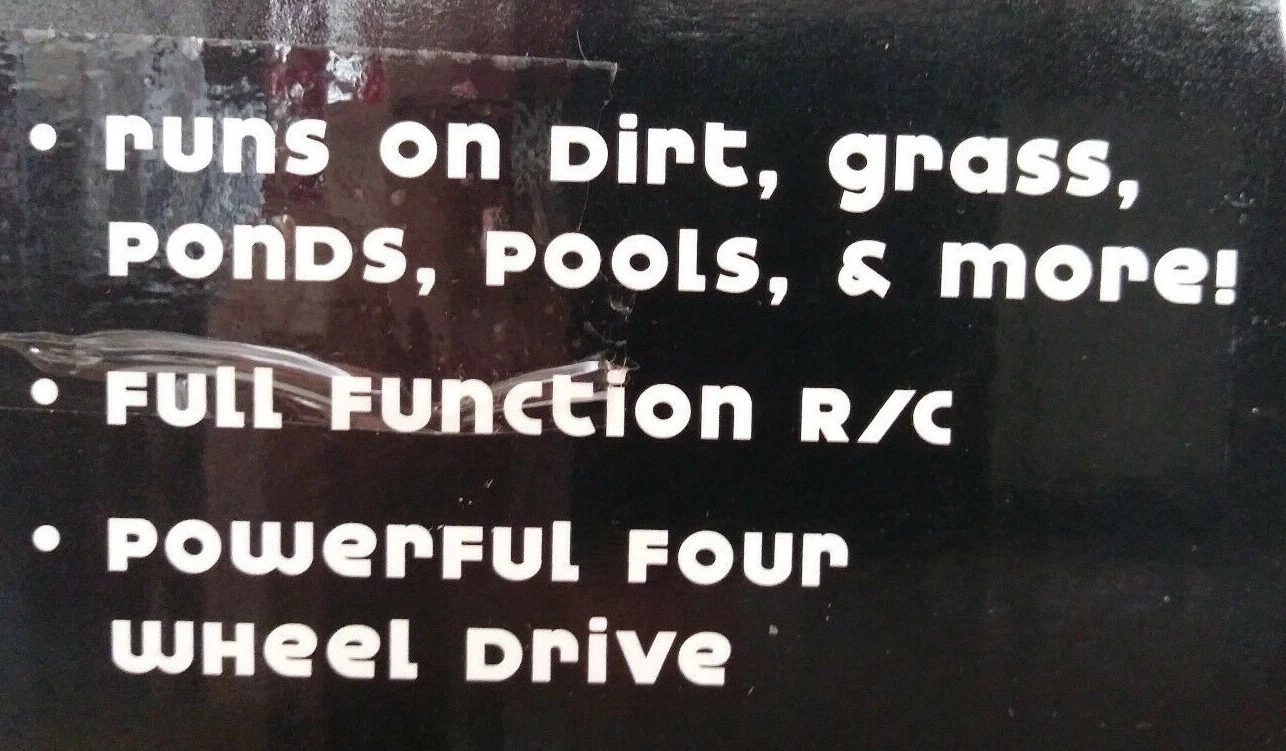 • runs on Dirt, grass,
PonDs, Pools, & more!
• Full Function R/C
• Powerful Four
Wheel Drive